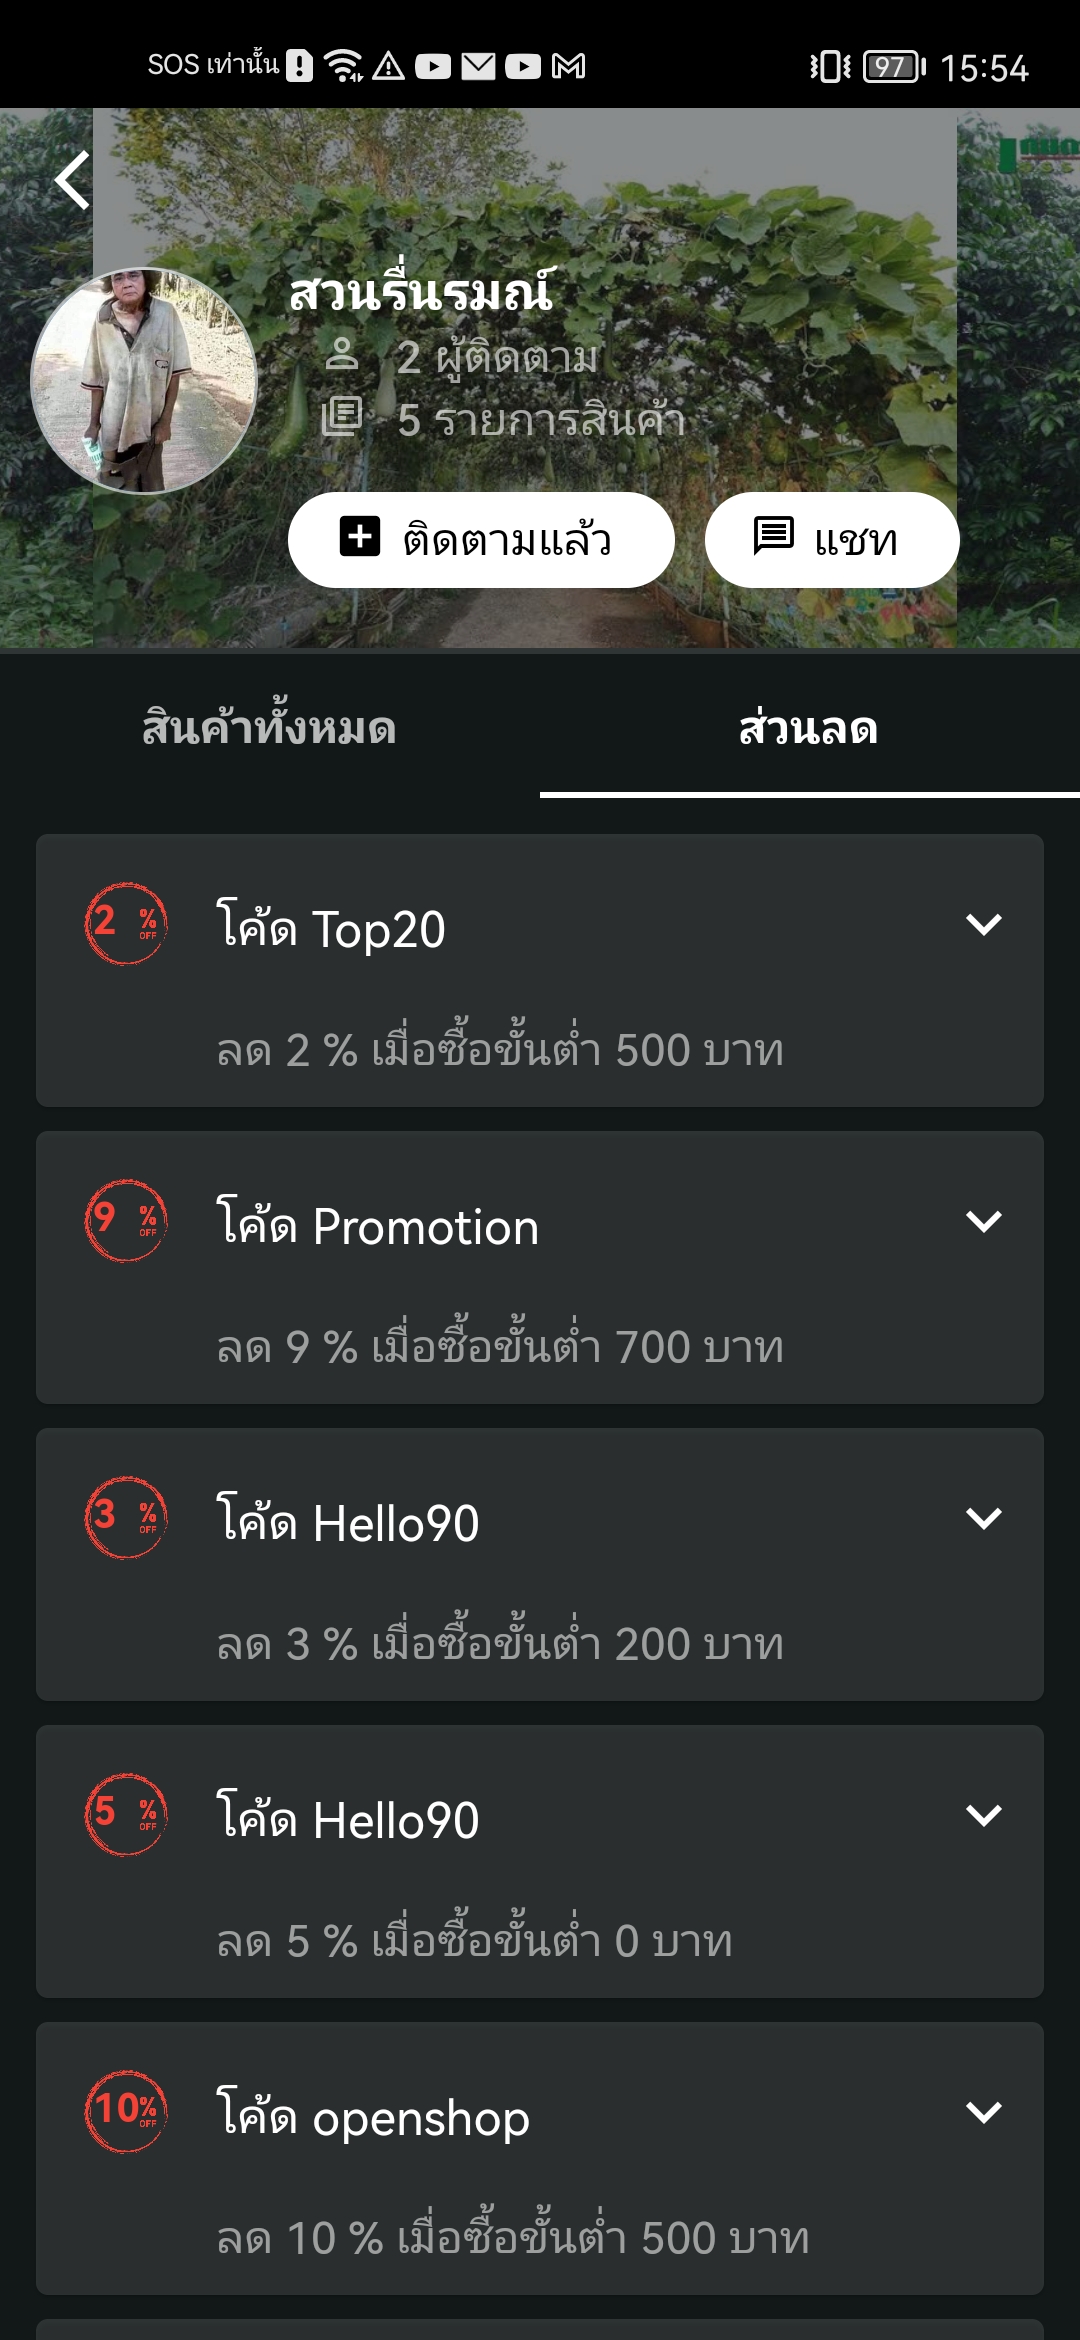 SOS เท่านั้น 97 15:54
สวนรื่นรมณ์
2 ผู้ติดตาม
5 รายการสินค้า
ติดตามแล้ว แชท
สินค้าทั้งหมด ส่วนลด
2 % OFF โค้ด Top20
ลด 2 % เมื่อซื้อขั้นต่ำ 500 บาท
9 % OFF โค้ด Promotion
ลด 9 % เมื่อซื้อขั้นต่ำ 700 บาท
3 % OFF โค้ด Hello90
ลด 3 % เมื่อซื้อขั้นต่ำ 200 บาท
5 % OFF โค้ด Hello90
ลด 5 % เมื่อซื้อขั้นต่ำ 0 บาท
10% OFF โค้ด openshop
ลด 10 % เมื่อซื้อขั้นต่ำ 500 บาท